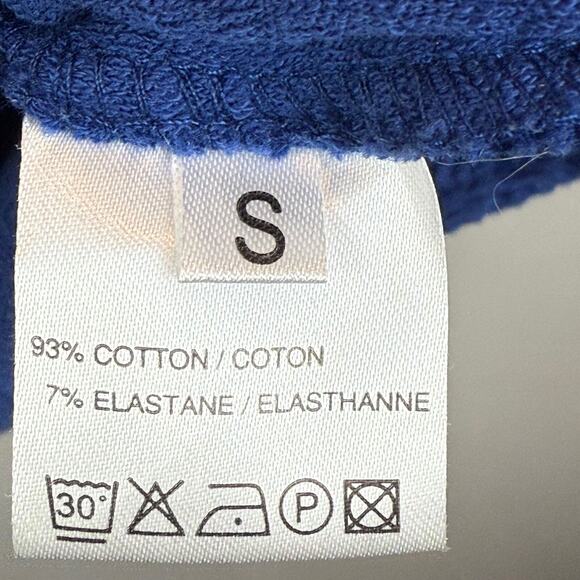 S
93% COTTON / COTON
7% ELASTANE / ELASTHANNE
30° P